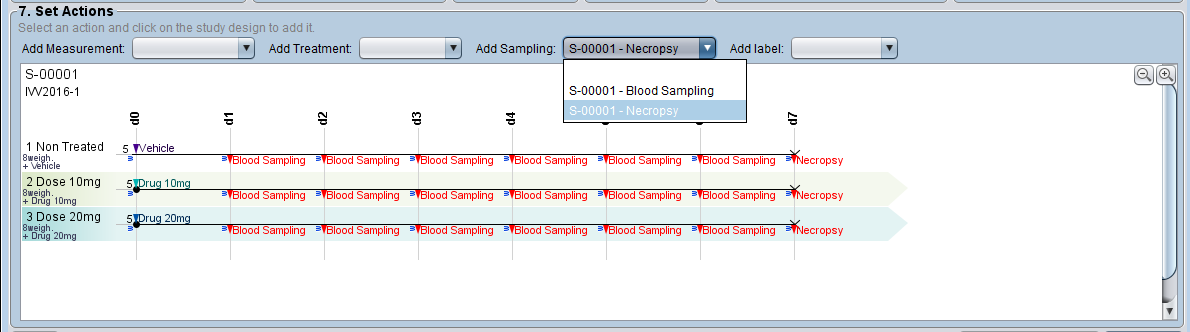 7. Set Actions
Select an action and click on the study design to add it.
Add Measurement: Add Treatment: Add Sampling: S-00001 - Necropsy Add label:
S-00001 - Blood Sampling
S-00001 - Necropsy
S-00001
IW2016-1
d0 d1 d2 d3 d4 d7
1 Non Treated 5 Vehicle
8weigh.
+ Vehicle
Blood Sampling Blood Sampling Blood Sampling Blood Sampling Blood Sampling Blood Sampling Necropsy
2 Dose 10mg 5 Drug 10mg
8weigh.
+ Drug 10mg
Blood Sampling Blood Sampling Blood Sampling Blood Sampling Blood Sampling Blood Sampling Necropsy
3 Dose 20mg 5 Drug 20mg
8weigh.
+ Drug 20mg
Blood Sampling Blood Sampling Blood Sampling Blood Sampling Blood Sampling Blood Sampling Necropsy